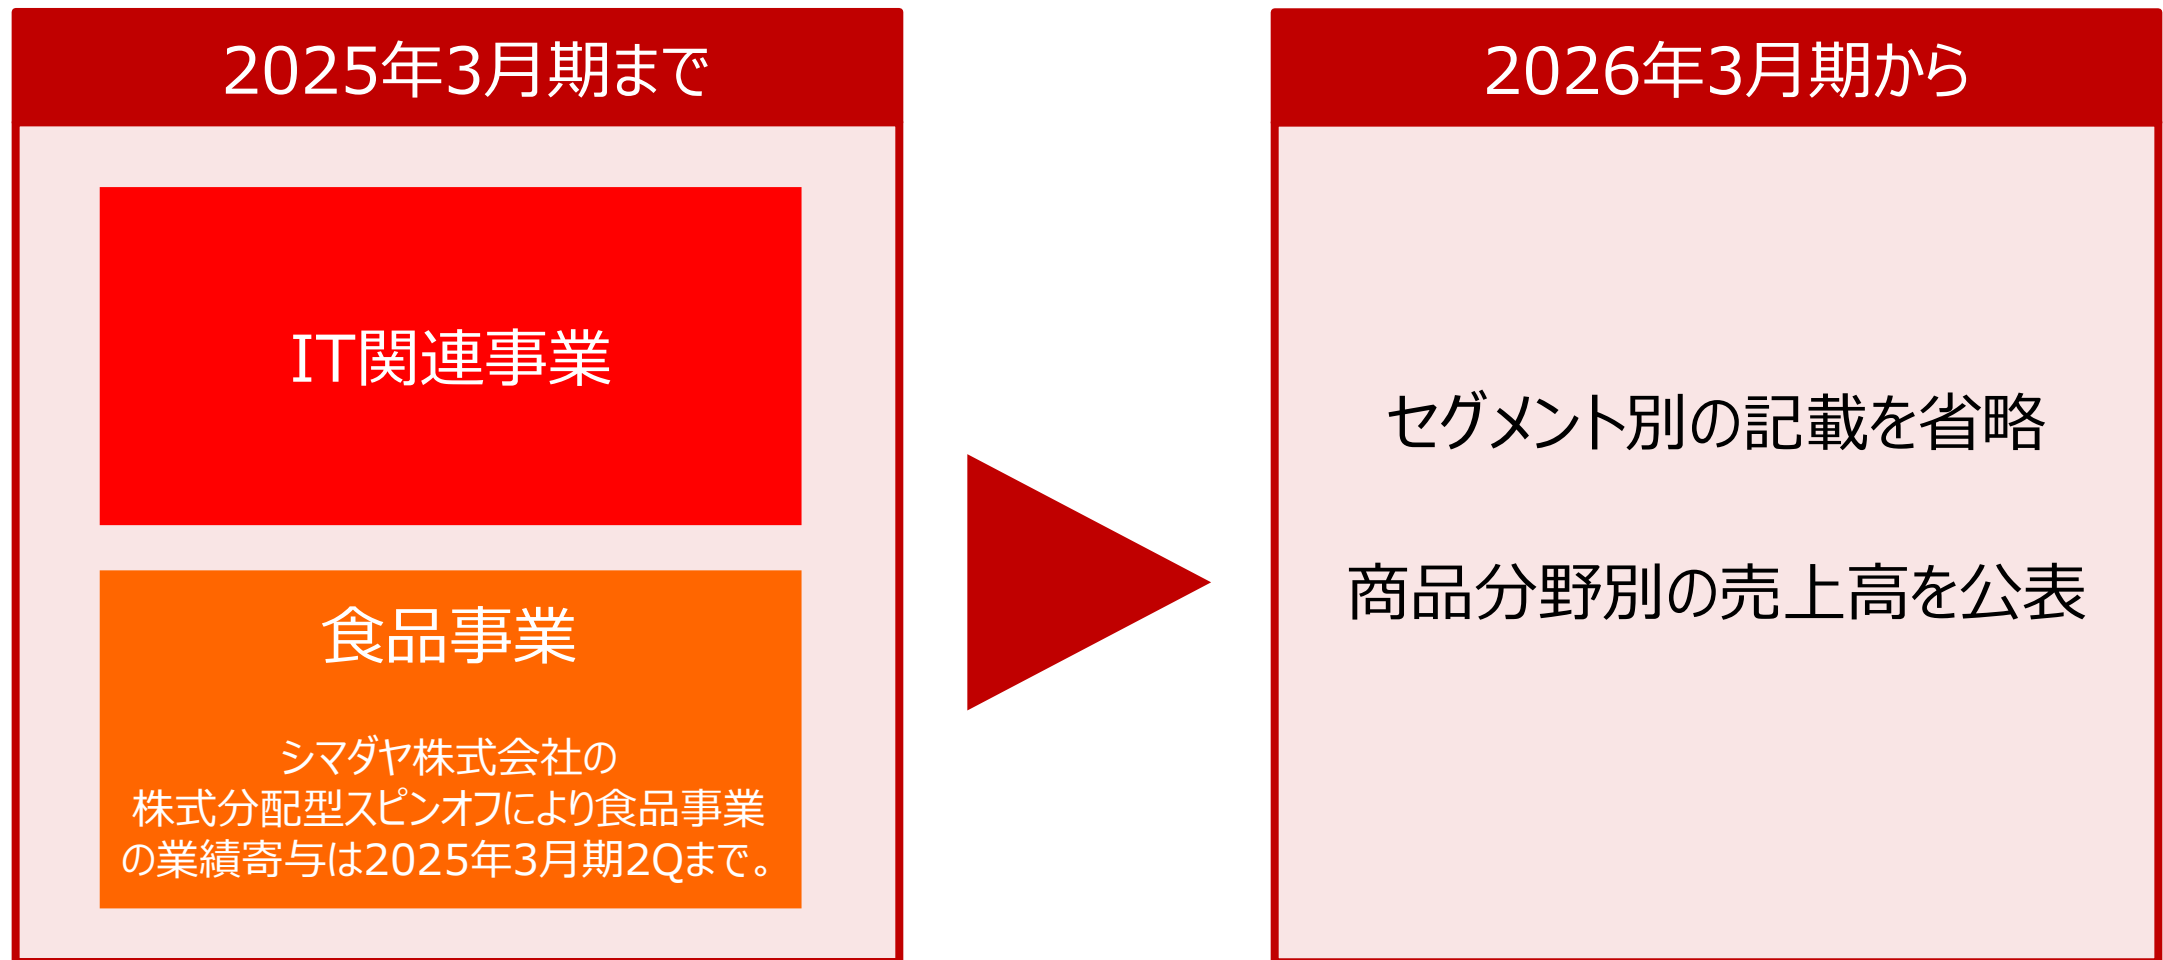 2025年3月期まで
IT関連事業
食品事業
シマダヤ株式会社の
株式分配型スピンオフにより食品事業
の業績寄与は2025年3月期2Qまで。
2026年3月期から
セグメント別の記載を省略
商品分野別の売上高を公表